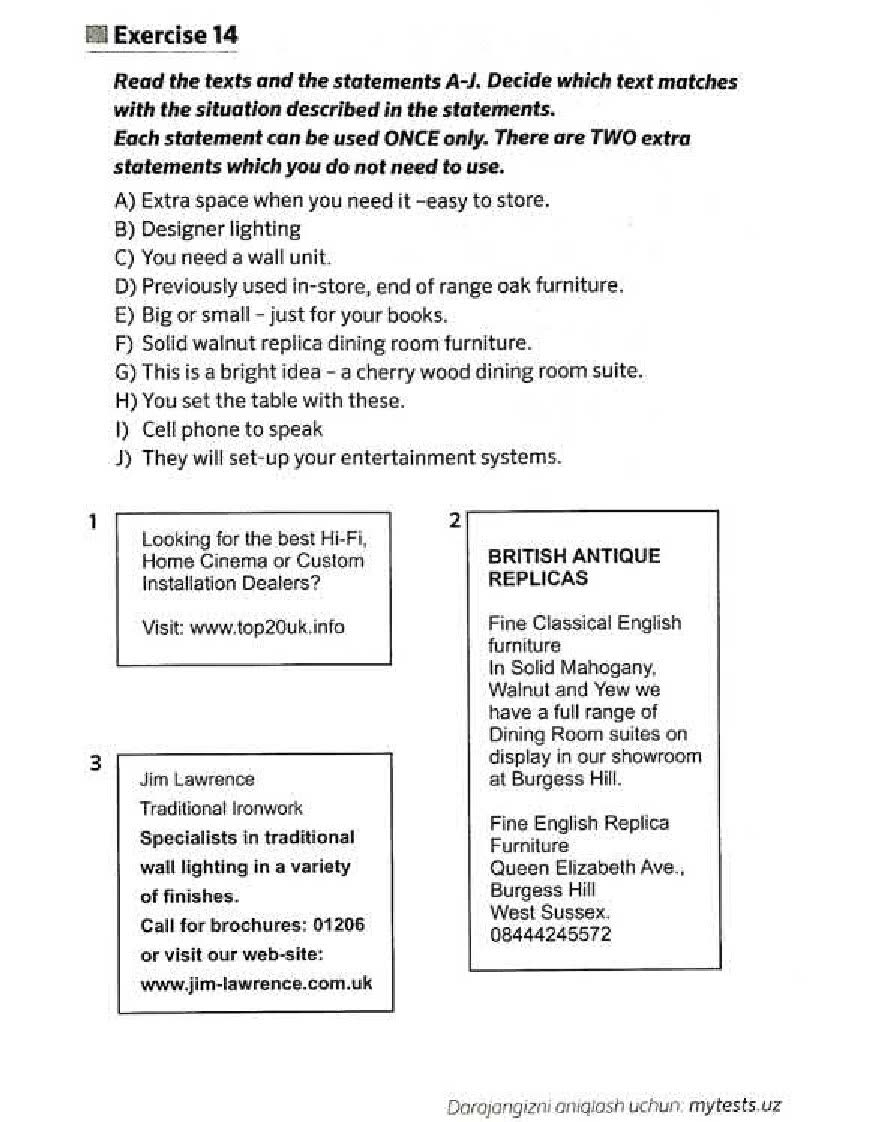 Exercise 14
Read the texts and the statements A-J. Decide which text matches
with the situation described in the statements.
Each statement can be used ONCE only. There are TWO extra
statements which you do not need to use.
A) Extra space when you need it –easy to store.
B) Designer lighting
C) You need a wall unit.
D) Previously used in-store, end of range oak furniture.
E) Big or small – just for your books.
F) Solid walnut replica dining room furniture.
G) This is a bright idea – a cherry wood dining room suite.
H) You set the table with these.
I) Cell phone to speak
J) They will set-up your entertainment systems.
1
Looking for the best Hi-Fi,
Home Cinema or Custom
Installation Dealers?
Visit: www.top20uk.info
2
BRITISH ANTIQUE
REPLICAS
Fine Classical English
furniture
In Solid Mahogany,
Walnut and Yew we
have a full range of
Dining Room suites on
display in our showroom
at Burgess Hill.
Fine English Replica
Furniture
Queen Elizabeth Ave.,
Burgess Hill
West Sussex.
08444245572
3
Jim Lawrence
Traditional Ironwork
Specialists in traditional
wall lighting in a variety
of finishes.
Call for brochures: 01206
or visit our web-site:
www.jim-lawrence.com.uk
Darajangizni aniqlash uchun: mytests.uz